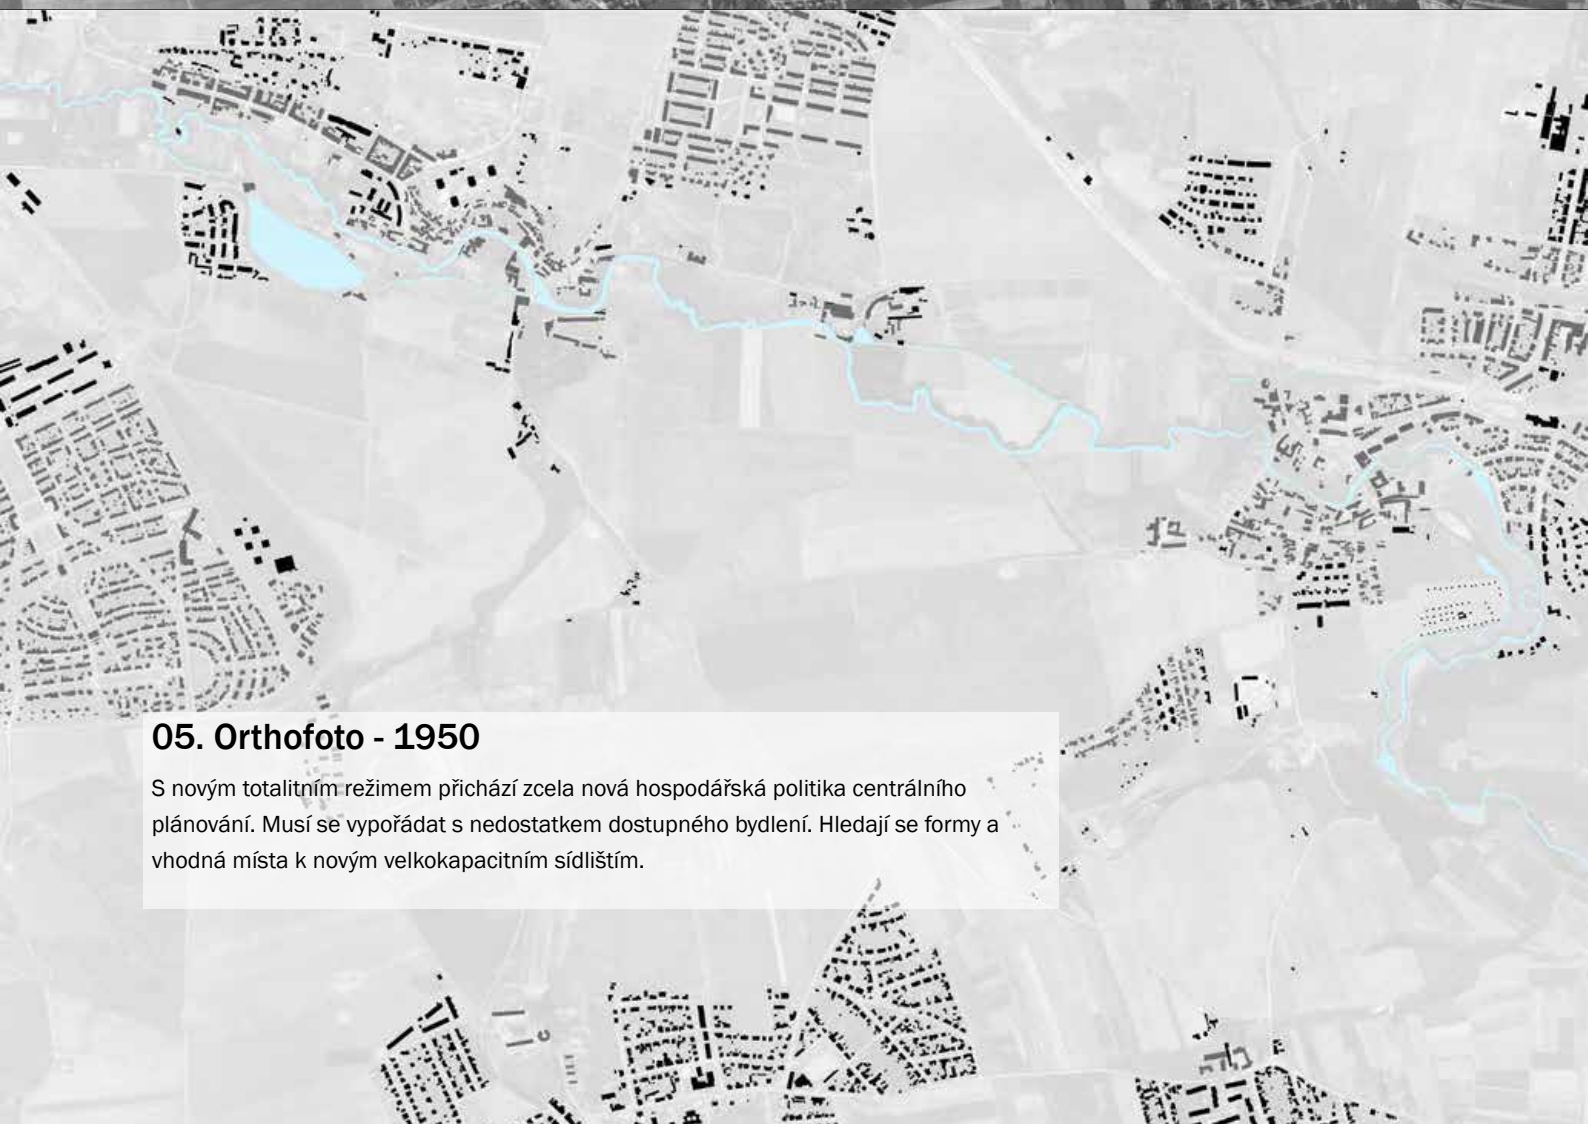 05. Orthofoto - 1950
S novým totalitním režimem přichází zcela nová hospodářská politika centrálního
plánování. Musí se vypořádat s nedostatkem dostupného bydlení. Hledají se formy a
vhodná místa k novým velkokapacitním sídlištím.